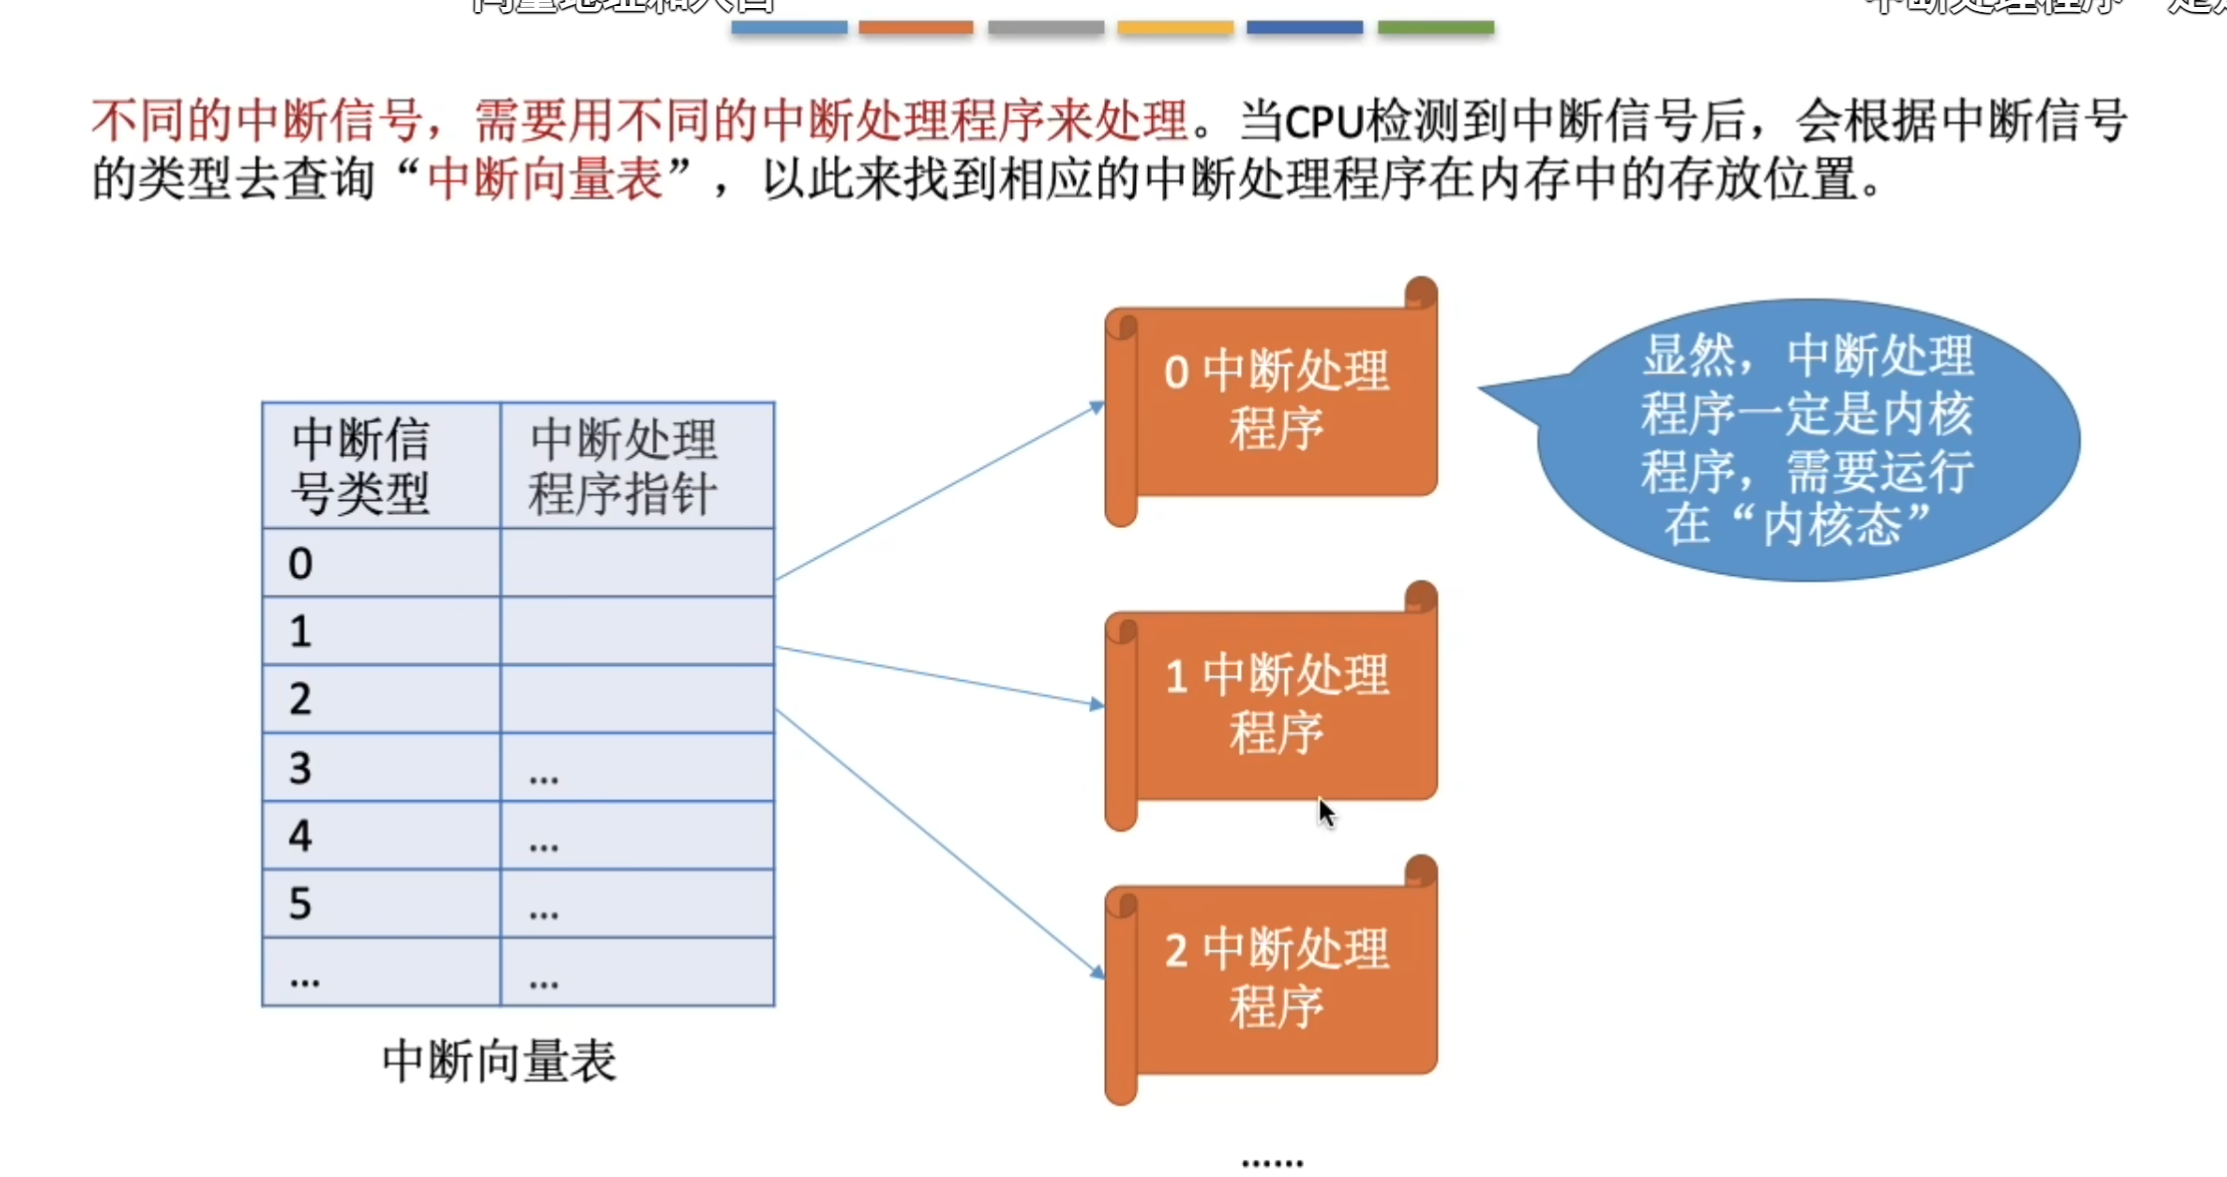 不同的中断信号，需要用不同的中断处理程序来处理。当CPU检测到中断信号后，会根据中断信号
的类型去查询“中断向量表”，以此来找到相应的中断处理程序在内存中的存放位置。
中断信
号类型
中断处理
程序指针
0
1
2
3 ...
4 ...
5 ...
... ...
中断向量表
0 中断处理
程序
1 中断处理
程序
2 中断处理
程序
......
显然，中断处理
程序一定是内核
程序，需要运行
在“内核态”